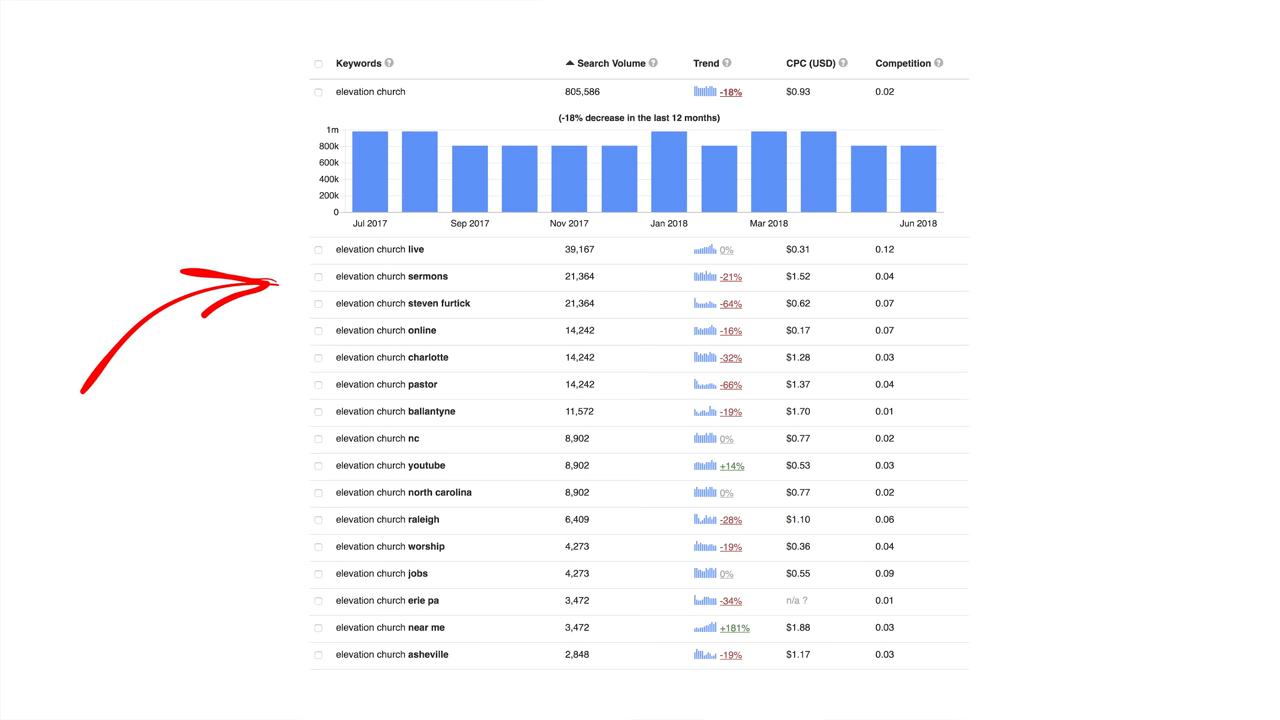 Keywords ? Search Volume ? Trend ? CPC (USD) ? Competition ?
elevation church 805,586 -18% $0.93 0.02
(-18% decrease in the last 12 months)
1m
800k
600k
400k
200k
0
Jul 2017 Sep 2017 Nov 2017 Jan 2018 Mar 2018 Jun 2018
elevation church live 39,167 0% $0.31 0.12
elevation church sermons 21,364 -21% $1.52 0.04
elevation church steven furtick 21,364 -64% $0.62 0.07
elevation church online 14,242 -16% $0.17 0.07
elevation church charlotte 14,242 -32% $1.28 0.03
elevation church pastor 14,242 -66% $1.37 0.04
elevation church ballantyne 11,572 -19% $1.70 0.01
elevation church nc 8,902 0% $0.77 0.02
elevation church youtube 8,902 +14% $0.53 0.03
elevation church north carolina 8,902 0% $0.77 0.02
elevation church raleigh 6,409 -28% $1.10 0.06
elevation church worship 4,273 -19% $0.36 0.04
elevation church jobs 4,273 0% $0.55 0.09
elevation church erie pa 3,472 -34% n/a ? 0.01
elevation church near me 3,472 +181% $1.88 0.03
elevation church asheville 2,848 -19% $1.17 0.03